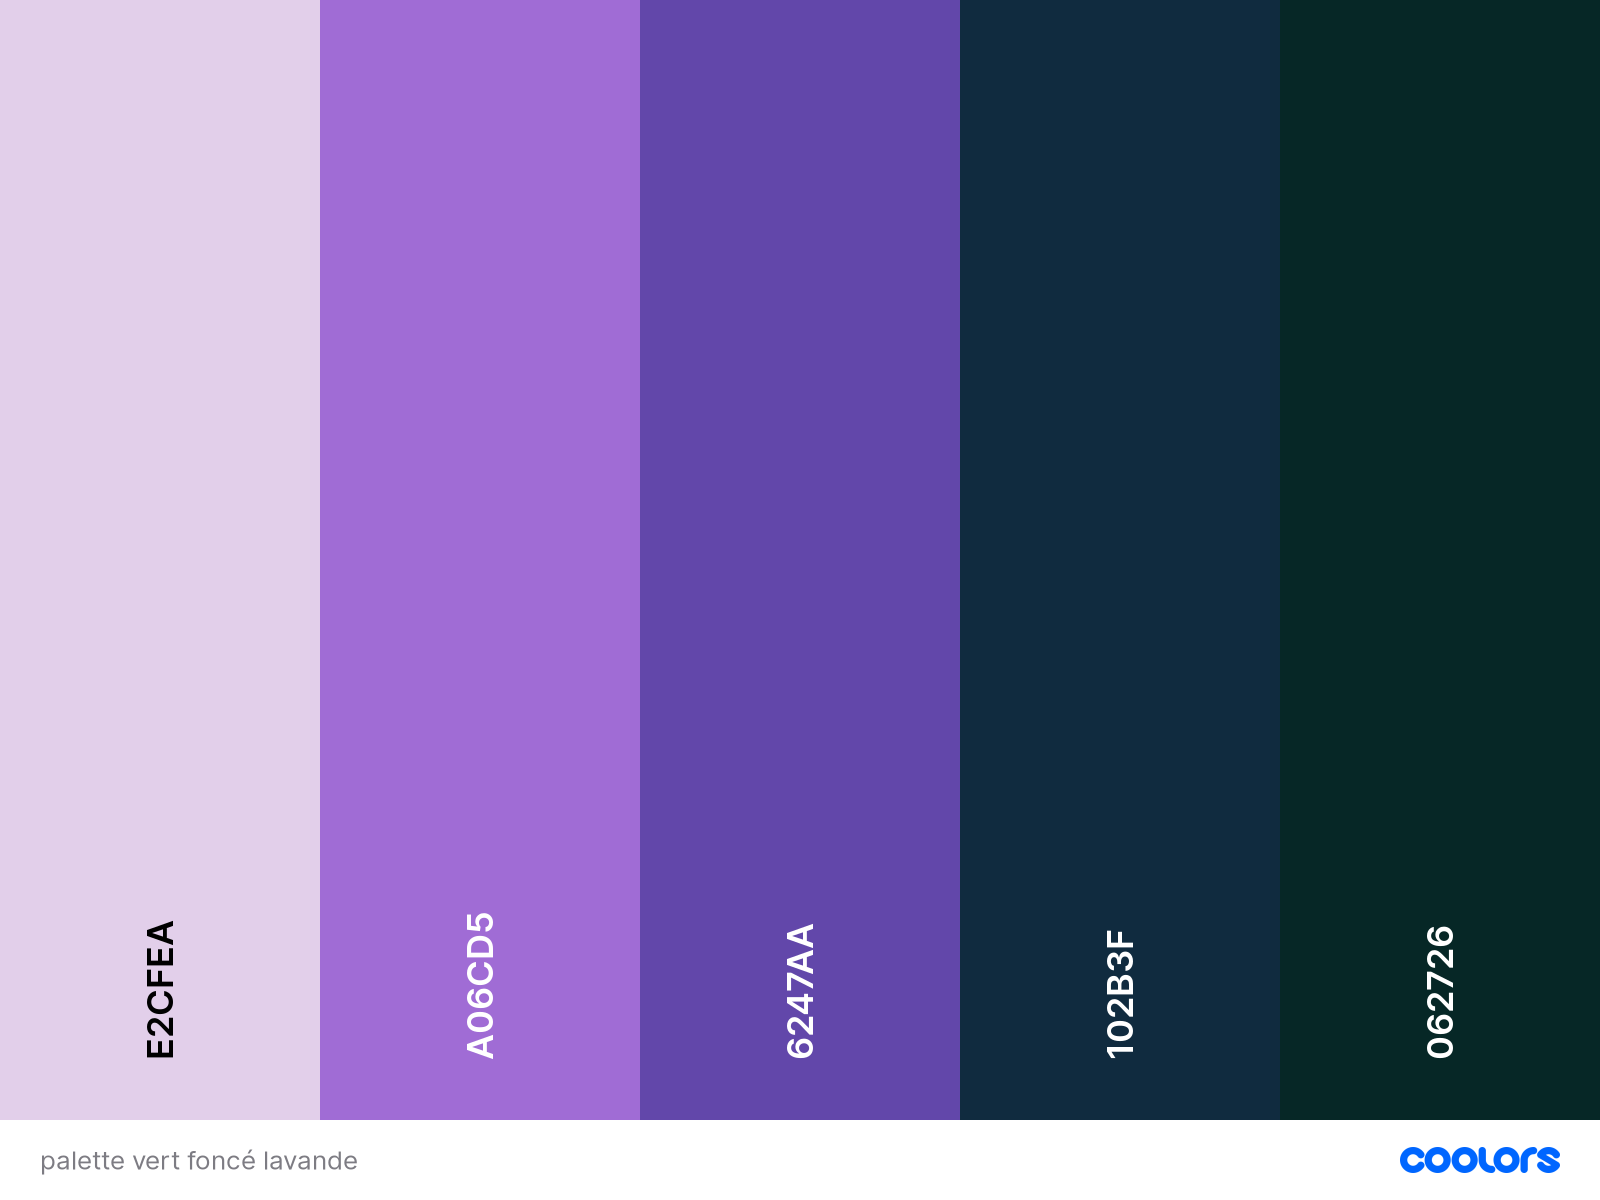 E2CFEA
A06CD5
6247AA
102B3F
062726
palette vert foncé lavande
coolors